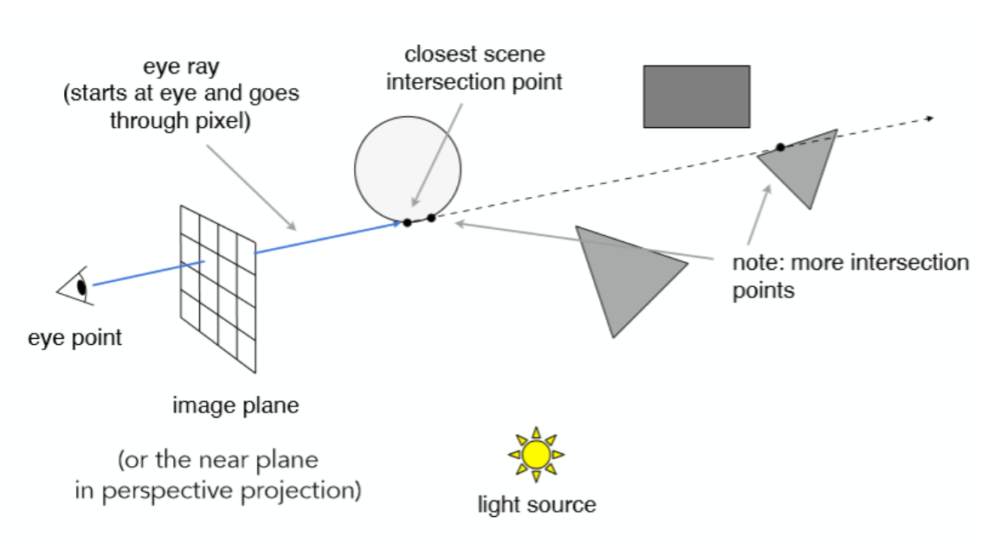 eye ray
(starts at eye and goes
through pixel)
closest scene
intersection point
note: more intersection
points
eye point
image plane
(or the near plane
in perspective projection)
light source